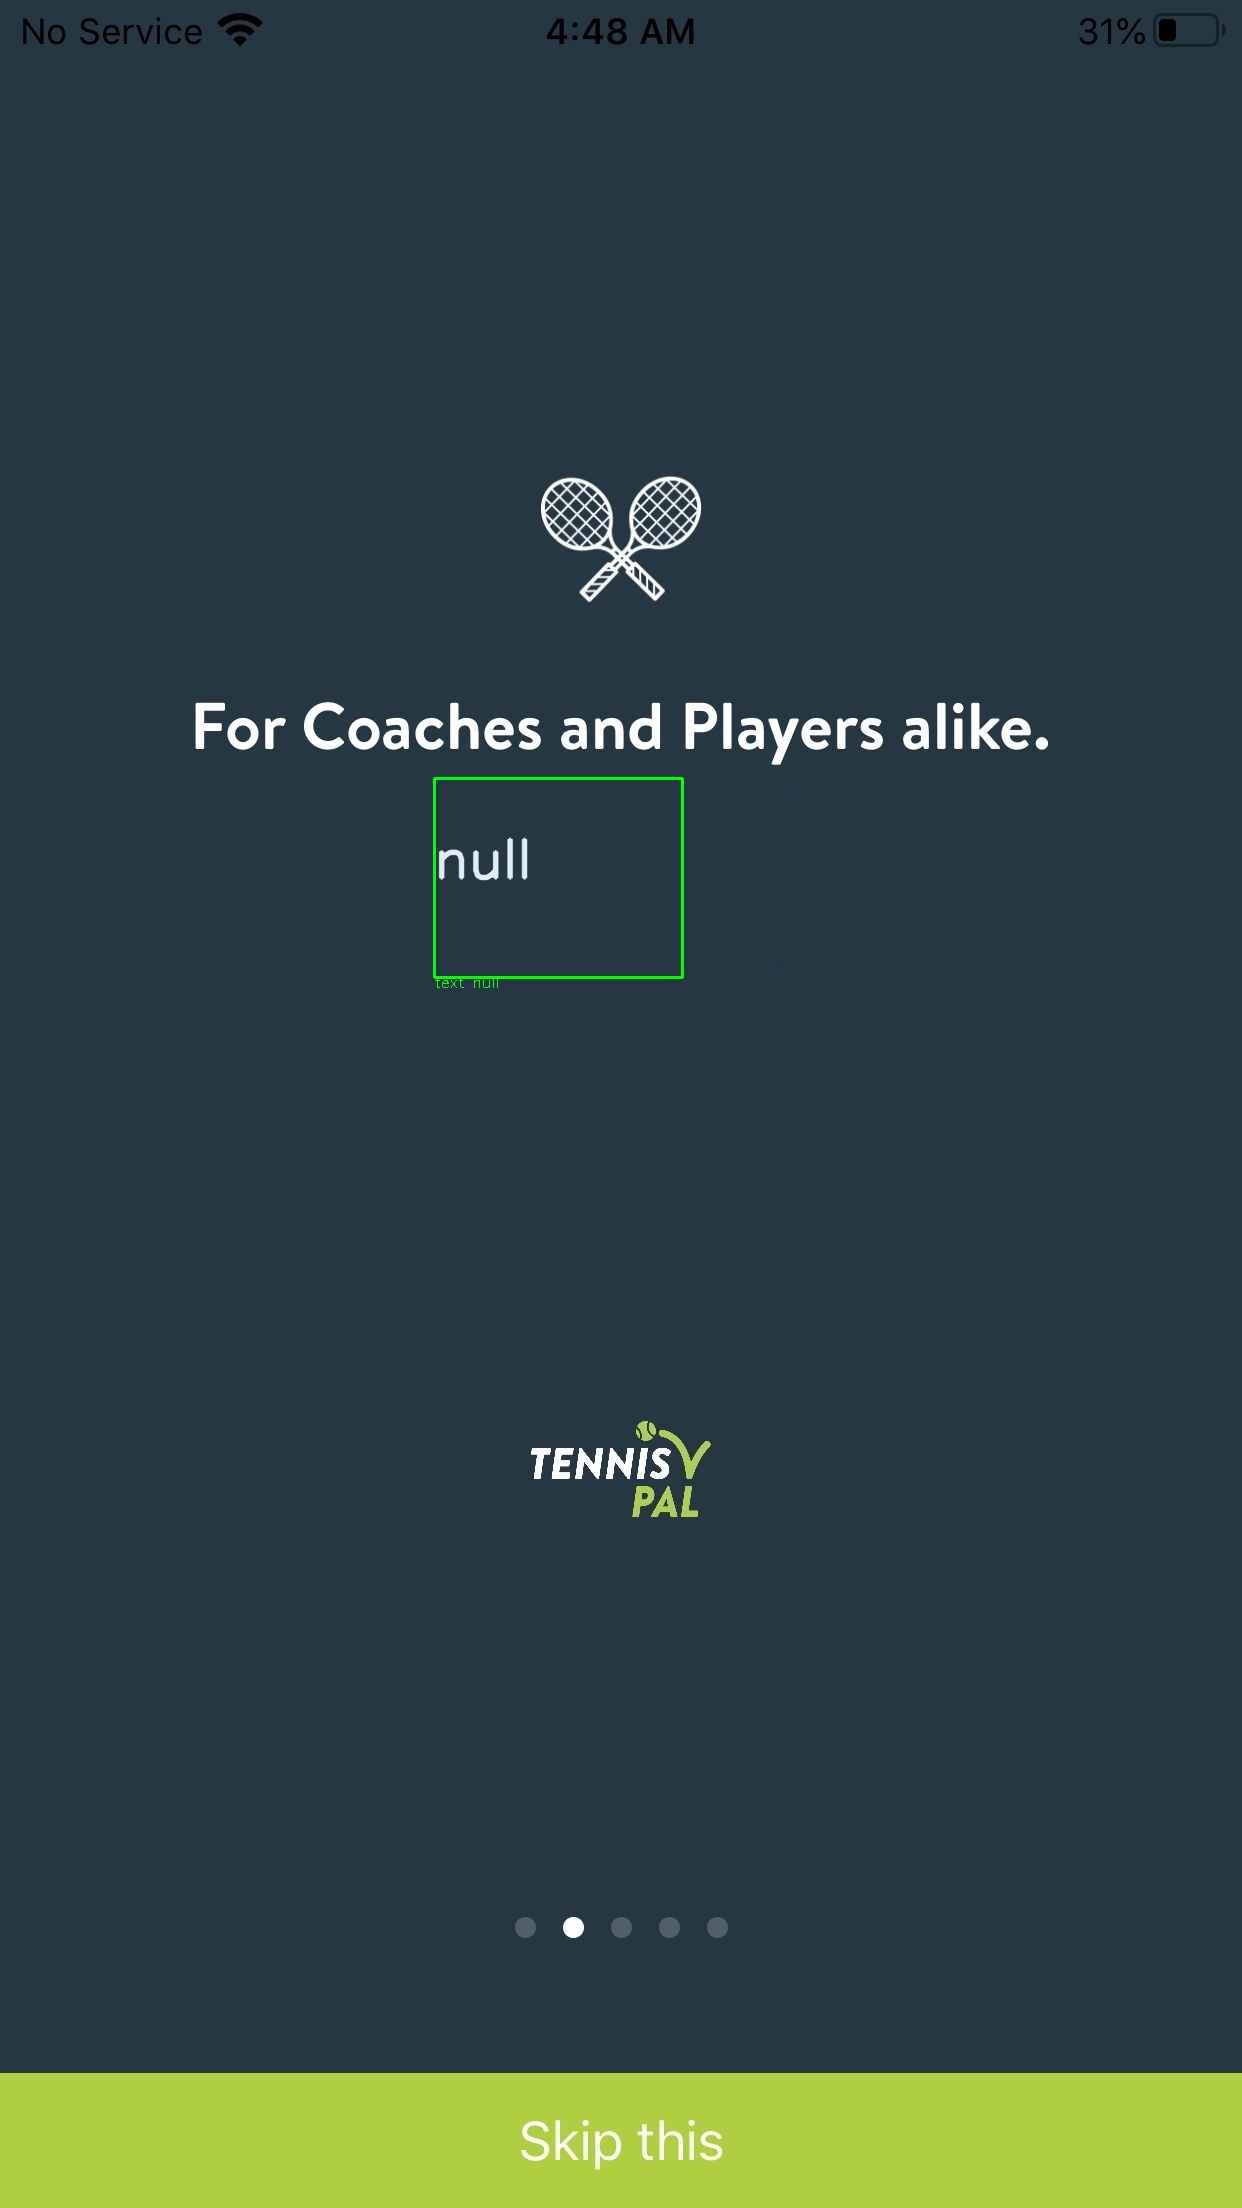 No Service
4:48 AM
31%
For Coaches and Players alike.
null
text null
TENNIS
PAL
Skip this